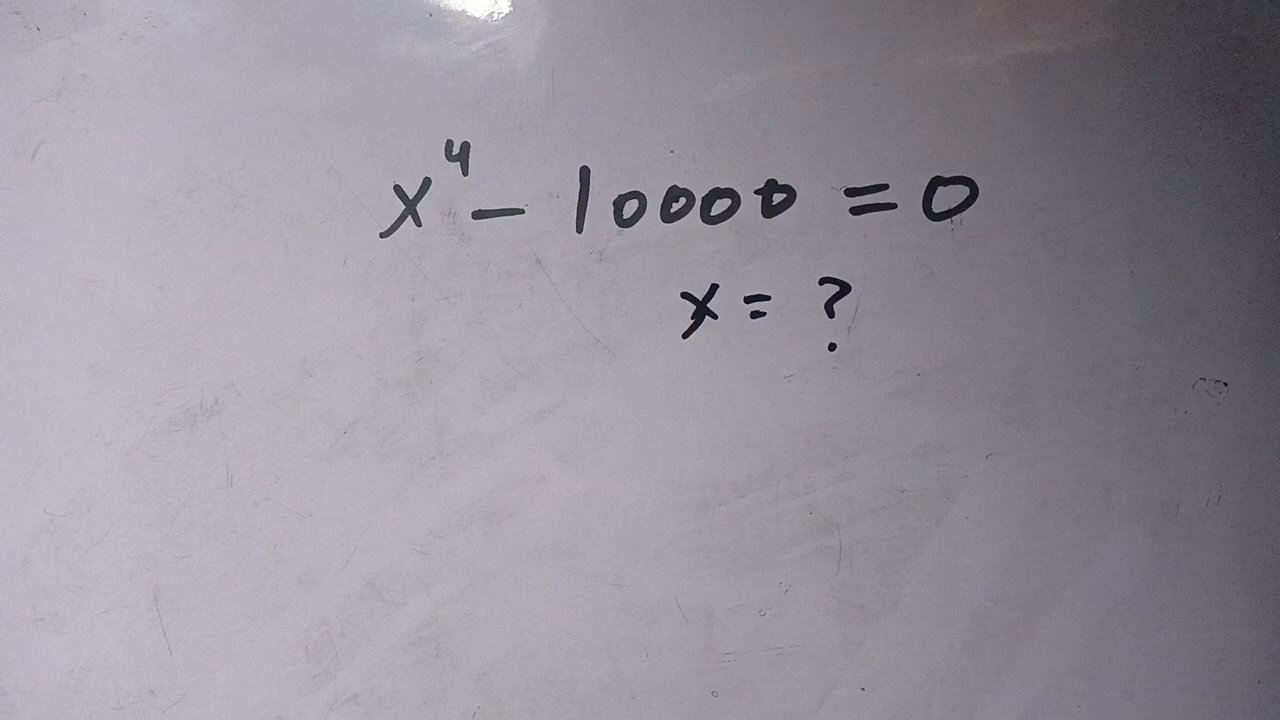 x⁴ - 10000 = 0
x = ?